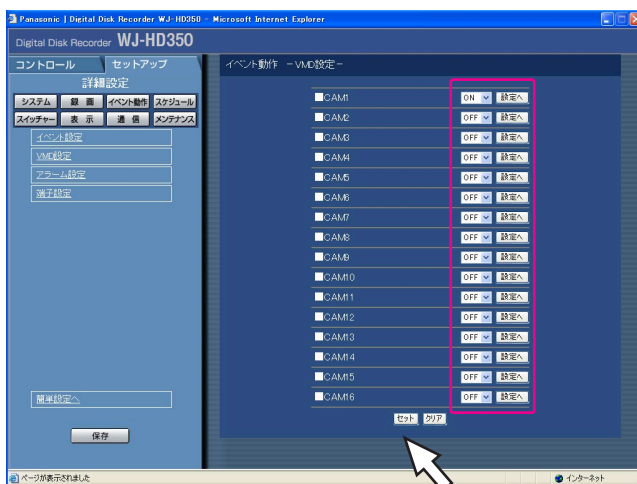 Panasonic | Digital Disk Recorder WJ-HD350 - Microsoft Internet Explorer
Digital Disk Recorder WJ-HD350
コントロール セットアップ
詳細設定
システム 録 画 イベント動作 スケジュール
スイッチャー 表 示 通 信 メンテナンス
イベント設定
VMD設定
アラーム設定
端子設定
簡単設定へ
保存
イベント動作 －VMD設定－
CAM1 ON 設定へ
CAM2 OFF 設定へ
CAM3 OFF 設定へ
CAM4 OFF 設定へ
CAM5 OFF 設定へ
CAM6 OFF 設定へ
CAM7 OFF 設定へ
CAM8 OFF 設定へ
CAM9 OFF 設定へ
CAM10 OFF 設定へ
CAM11 OFF 設定へ
CAM12 OFF 設定へ
CAM13 OFF 設定へ
CAM14 OFF 設定へ
CAM15 OFF 設定へ
CAM16 OFF 設定へ
セット クリア
ページが表示されました インターネット